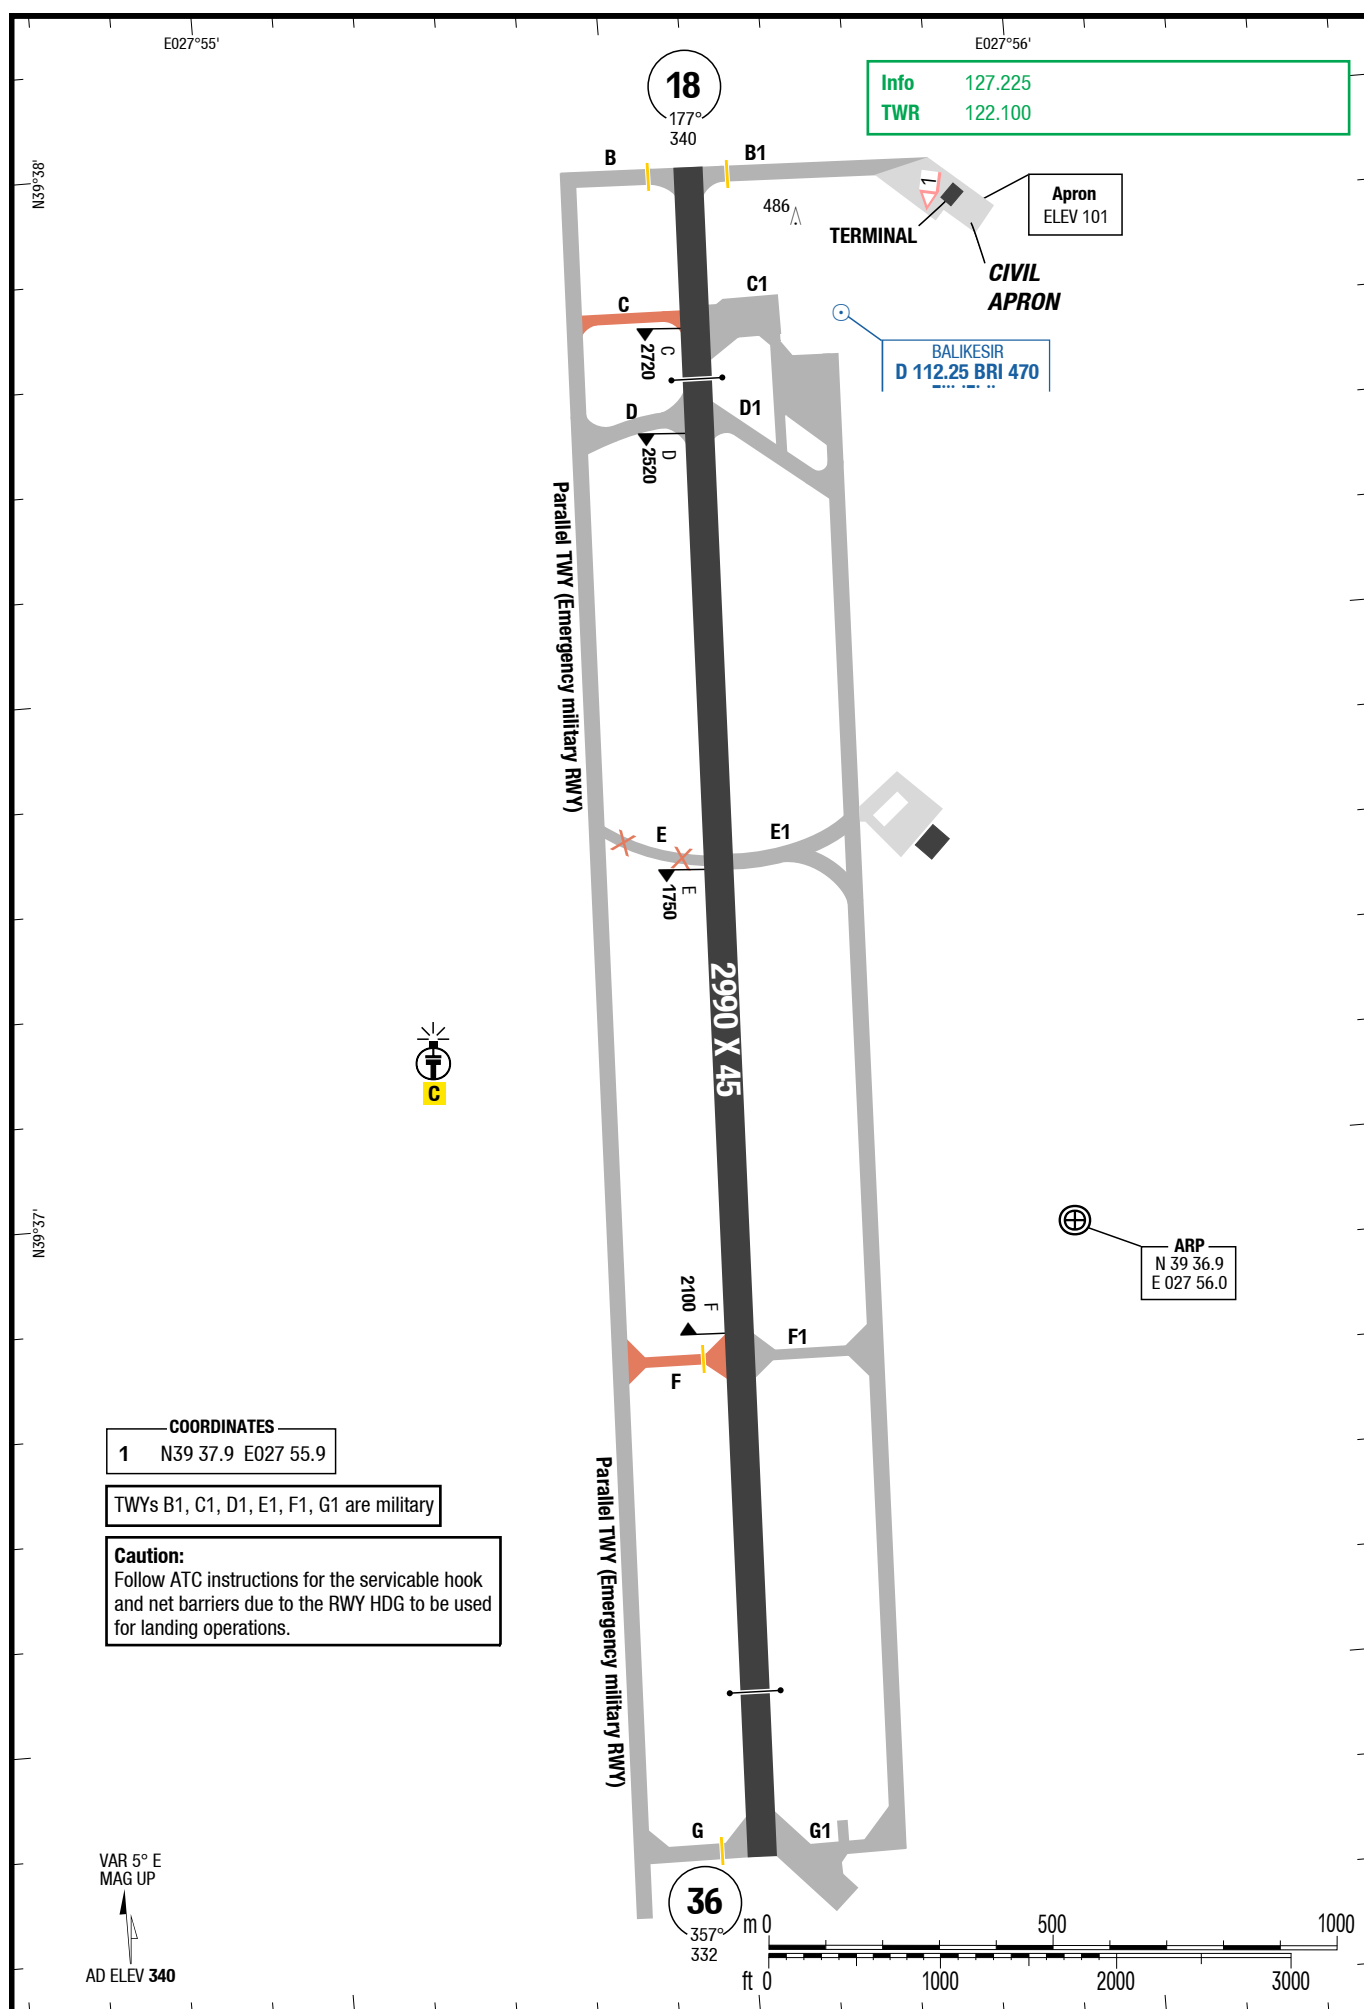 E027°55'
E027°56'
18
177°
340
Info 127.225
TWR 122.100
N39°38'
B
B1
1
Apron
ELEV 101
486
TERMINAL
CIVIL
APRON
C
C1
C
2720
BALIKESIR
D 112.25 BRI 470
D
D1
D
2520
Parallel TWY (Emergency military RWY)
E
E1
E
1750
2990 X 45
C
N39°37'
ARP
N 39 36.9
E 027 56.0
2100
F
F1
F
COORDINATES
1 N39 37.9 E027 55.9
TWYs B1, C1, D1, E1, F1, G1 are military
Caution:
Follow ATC instructions for the servicable hook
and net barriers due to the RWY HDG to be used
for landing operations.
Parallel TWY (Emergency military RWY)
G
G1
VAR 5° E
MAG UP
AD ELEV 340
36
357°
332
m 0 500 1000
ft 0 1000 2000 3000